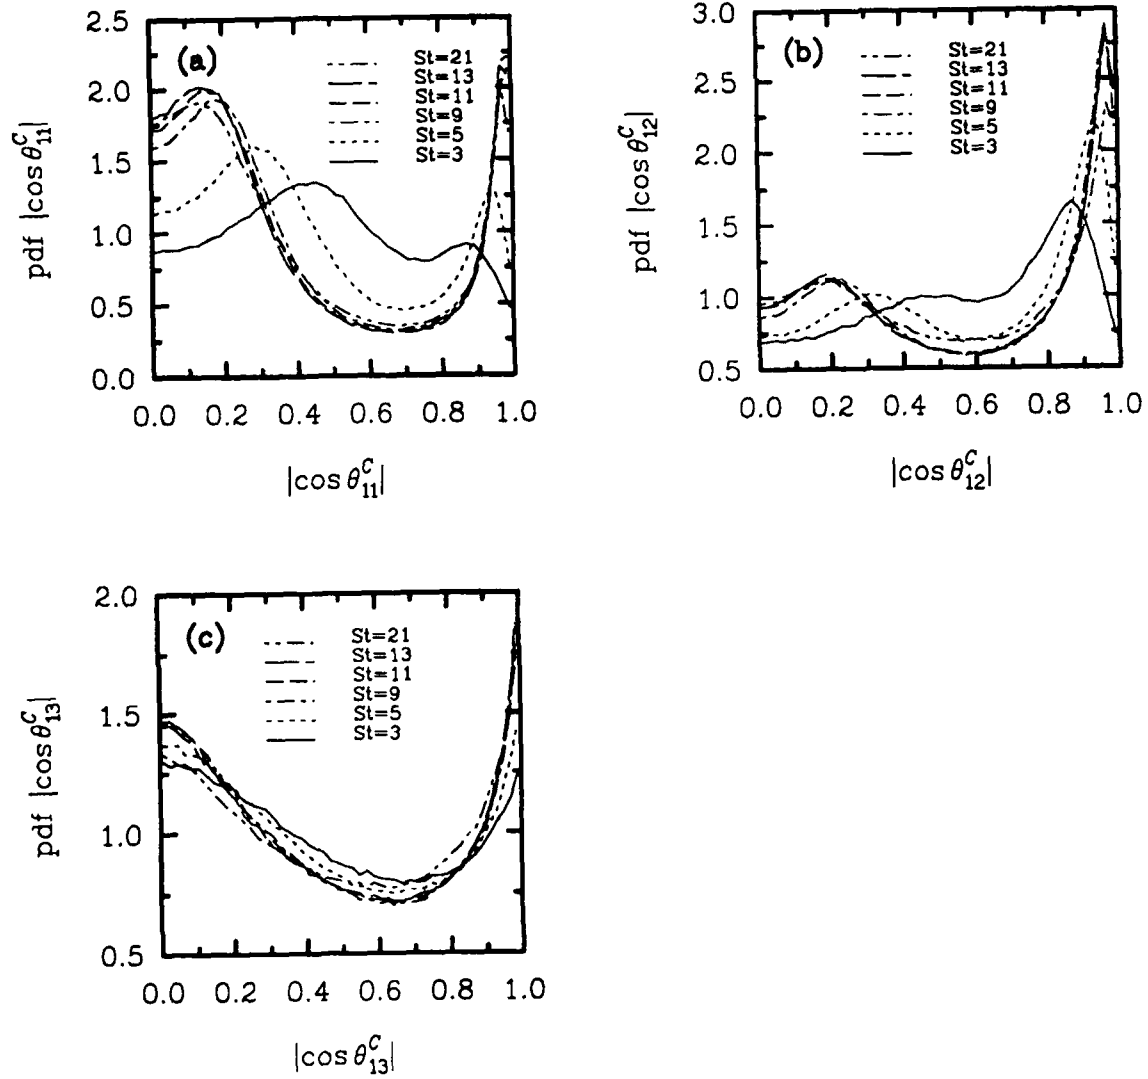 2.5
2.0
1.5
1.0
0.5
0.0
pdf |cos θ^C_11|
(a)
St=21
St=13
St=11
St=9
St=5
St=3
0.0 0.2 0.4 0.6 0.8 1.0
|cos θ^C_11|
3.0
2.5
2.0
1.5
1.0
0.5
pdf |cos θ^C_12|
(b)
St=21
St=13
St=11
St=9
St=5
St=3
0.0 0.2 0.4 0.6 0.8 1.0
|cos θ^C_12|
2.0
1.5
1.0
0.5
pdf |cos θ^C_13|
(c)
St=21
St=13
St=11
St=9
St=5
St=3
0.0 0.2 0.4 0.6 0.8 1.0
|cos θ^C_13|